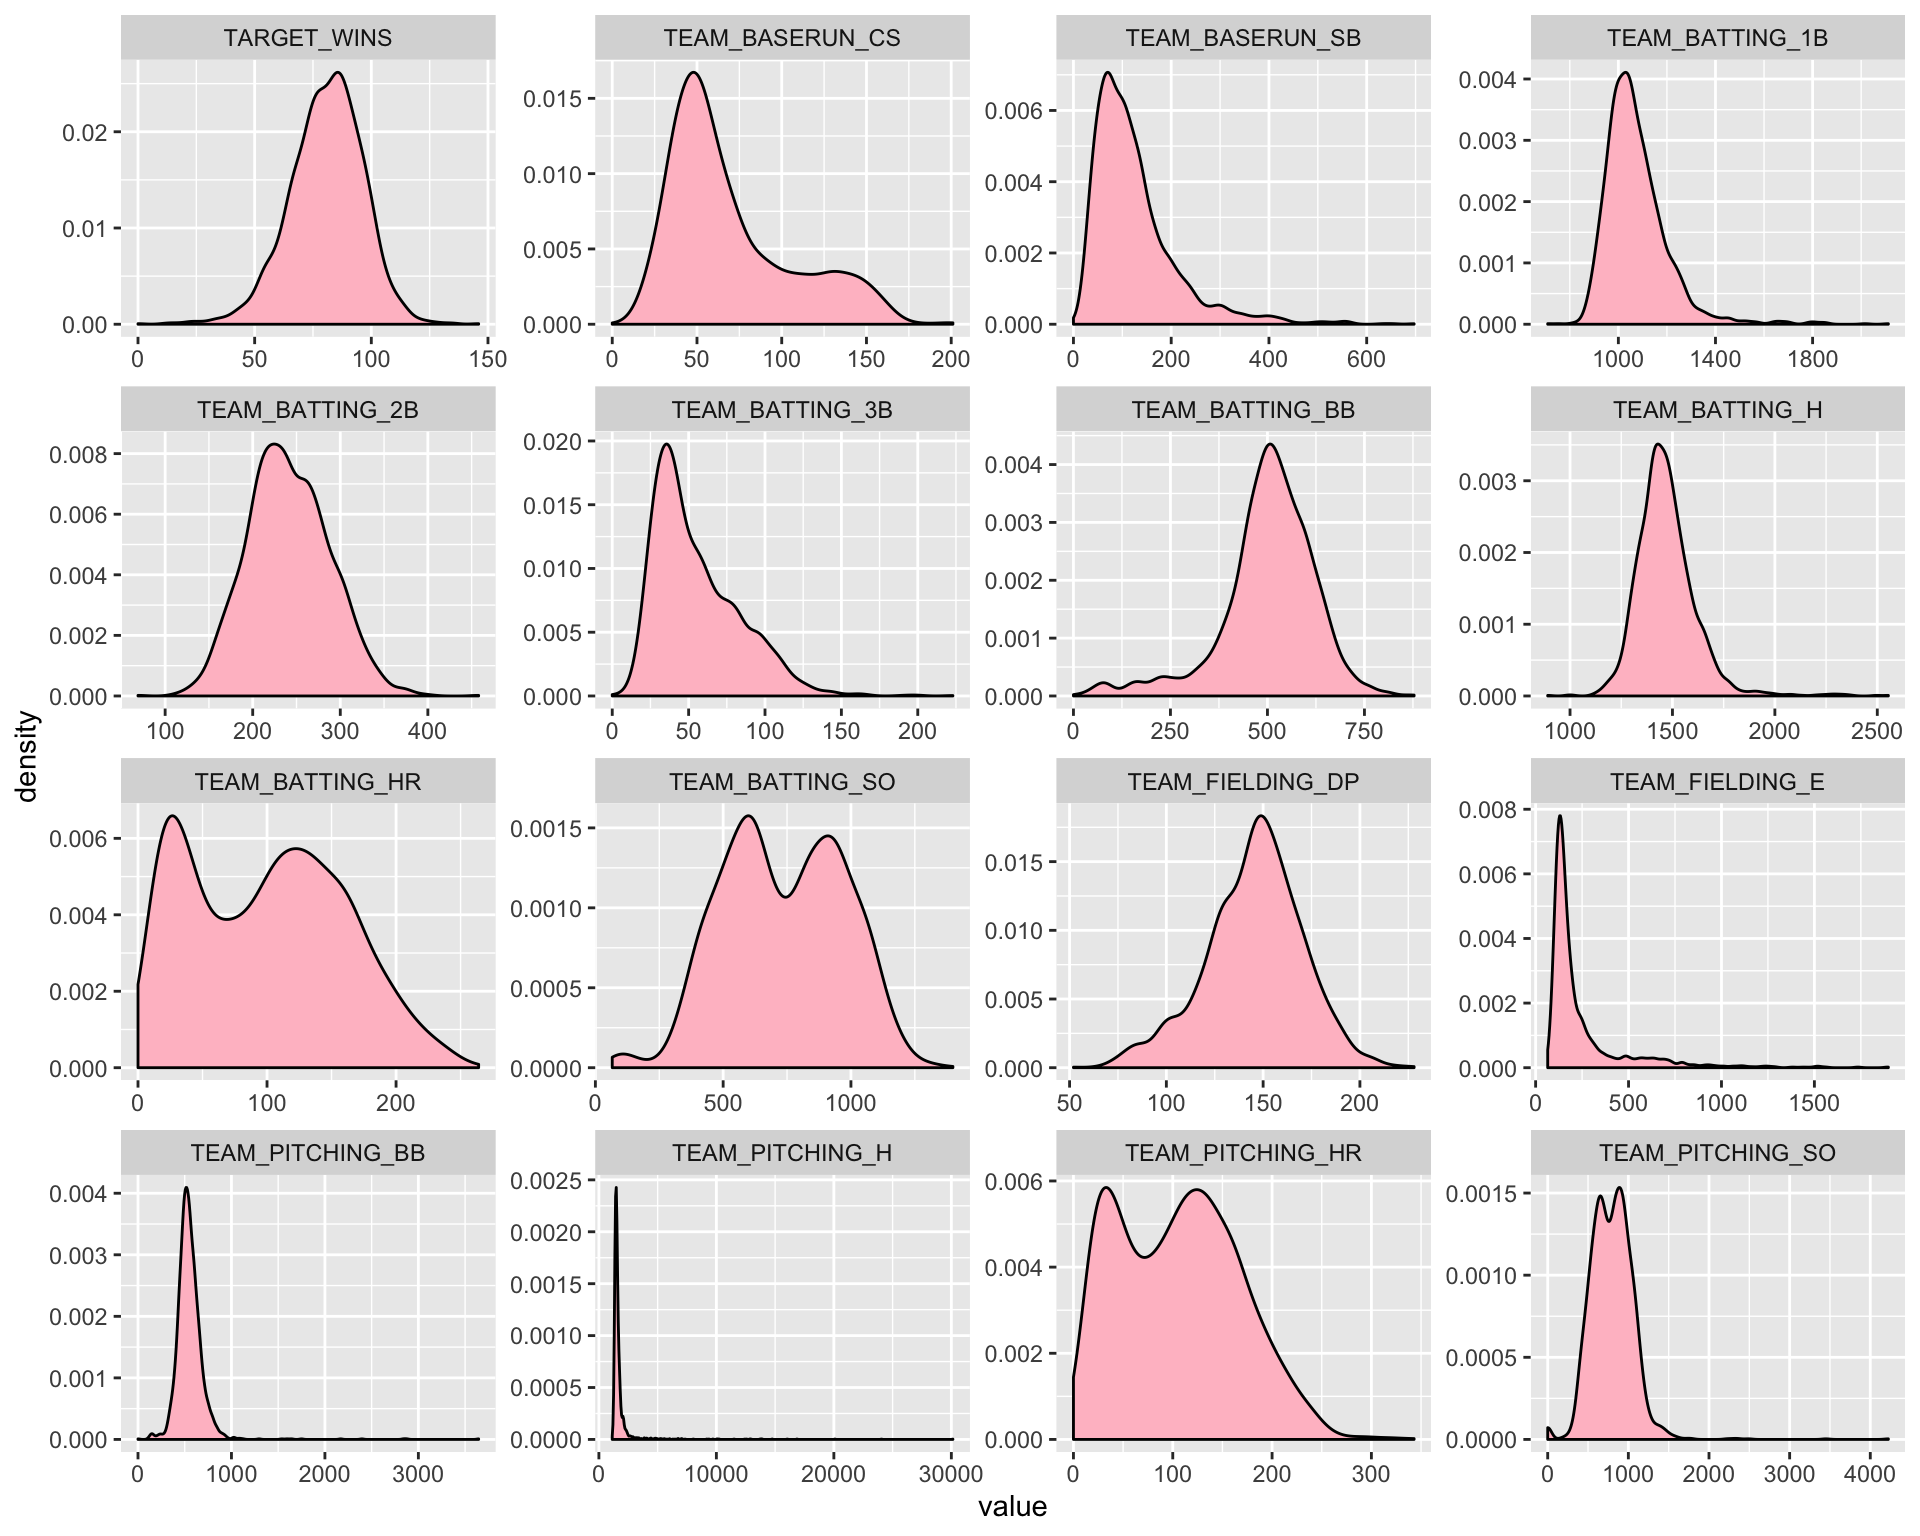 TARGET_WINS TEAM_BASERUN_CS TEAM_BASERUN_SB TEAM_BATTING_1B
0.02 0.01 0.00
0.015 0.010 0.005 0.000
0.006 0.004 0.002 0.000
0.004 0.003 0.002 0.001 0.000
0 50 100 150
0 50 100 150 200
0 200 400 600
1000 1400 1800
TEAM_BATTING_2B TEAM_BATTING_3B TEAM_BATTING_BB TEAM_BATTING_H
0.008 0.006 0.004 0.002 0.000
0.020 0.015 0.010 0.005 0.000
0.004 0.003 0.002 0.001 0.000
0.003 0.002 0.001 0.000
100 200 300 400
0 50 100 150 200
0 250 500 750
1000 1500 2000 2500
density
TEAM_BATTING_HR TEAM_BATTING_SO TEAM_FIELDING_DP TEAM_FIELDING_E
0.006 0.004 0.002 0.000
0.0015 0.0010 0.0005 0.0000
0.015 0.010 0.005 0.000
0.008 0.006 0.004 0.002 0.000
0 100 200
0 500 1000
50 100 150 200
0 500 1000 1500
TEAM_PITCHING_BB TEAM_PITCHING_H TEAM_PITCHING_HR TEAM_PITCHING_SO
0.004 0.003 0.002 0.001 0.000
0.0025 0.0020 0.0015 0.0010 0.0005 0.0000
0.006 0.004 0.002 0.000
0.0015 0.0010 0.0005 0.0000
0 1000 2000 3000
0 10000 20000 30000
0 100 200 300
0 1000 2000 3000 4000
value